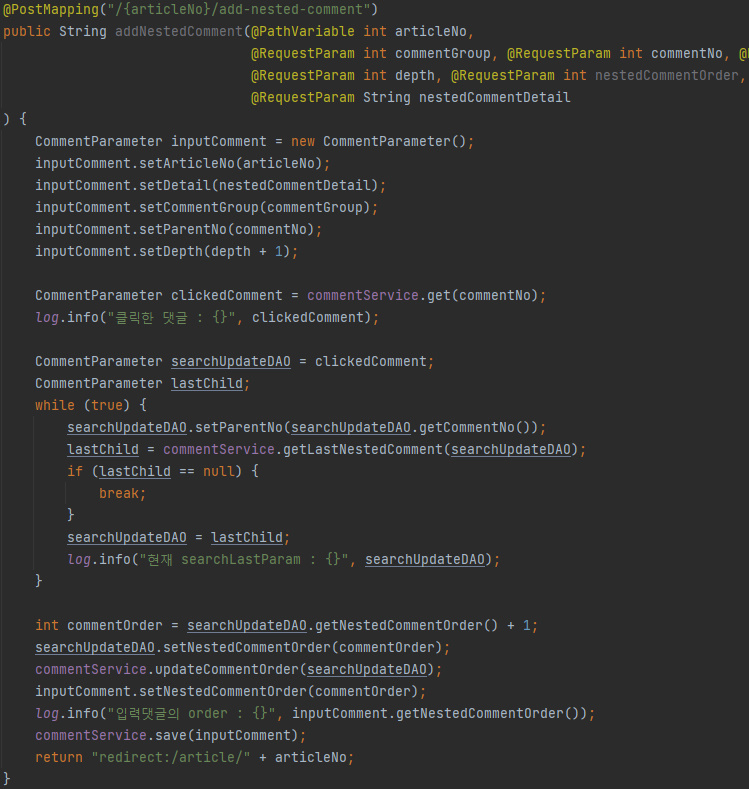 @PostMapping("/{articleNo}/add-nested-comment")
public String addNestedComment(@PathVariable int articleNo,
                               @RequestParam int commentGroup, @RequestParam int commentNo,
                               @RequestParam int depth, @RequestParam int nestedCommentOrder,
                               @RequestParam String nestedCommentDetail
) {
    CommentParameter inputComment = new CommentParameter();
    inputComment.setArticleNo(articleNo);
    inputComment.setDetail(nestedCommentDetail);
    inputComment.setCommentGroup(commentGroup);
    inputComment.setParentNo(commentNo);
    inputComment.setDepth(depth + 1);

    CommentParameter clickedComment = commentService.get(commentNo);
    log.info("클릭한 댓글 : {}", clickedComment);

    CommentParameter searchUpdateDAO = clickedComment;
    CommentParameter lastChild;
    while (true) {
        searchUpdateDAO.setParentNo(searchUpdateDAO.getCommentNo());
        lastChild = commentService.getLastNestedComment(searchUpdateDAO);
        if (lastChild == null) {
            break;
        }
        searchUpdateDAO = lastChild;
        log.info("현재 searchLastParam : {}", searchUpdateDAO);
    }

    int commentOrder = searchUpdateDAO.getNestedCommentOrder() + 1;
    searchUpdateDAO.setNestedCommentOrder(commentOrder);
    commentService.updateCommentOrder(searchUpdateDAO);
    inputComment.setNestedCommentOrder(commentOrder);
    log.info("입력댓글의 order : {}", inputComment.getNestedCommentOrder());
    commentService.save(inputComment);
    return "redirect:/article/" + articleNo;
}